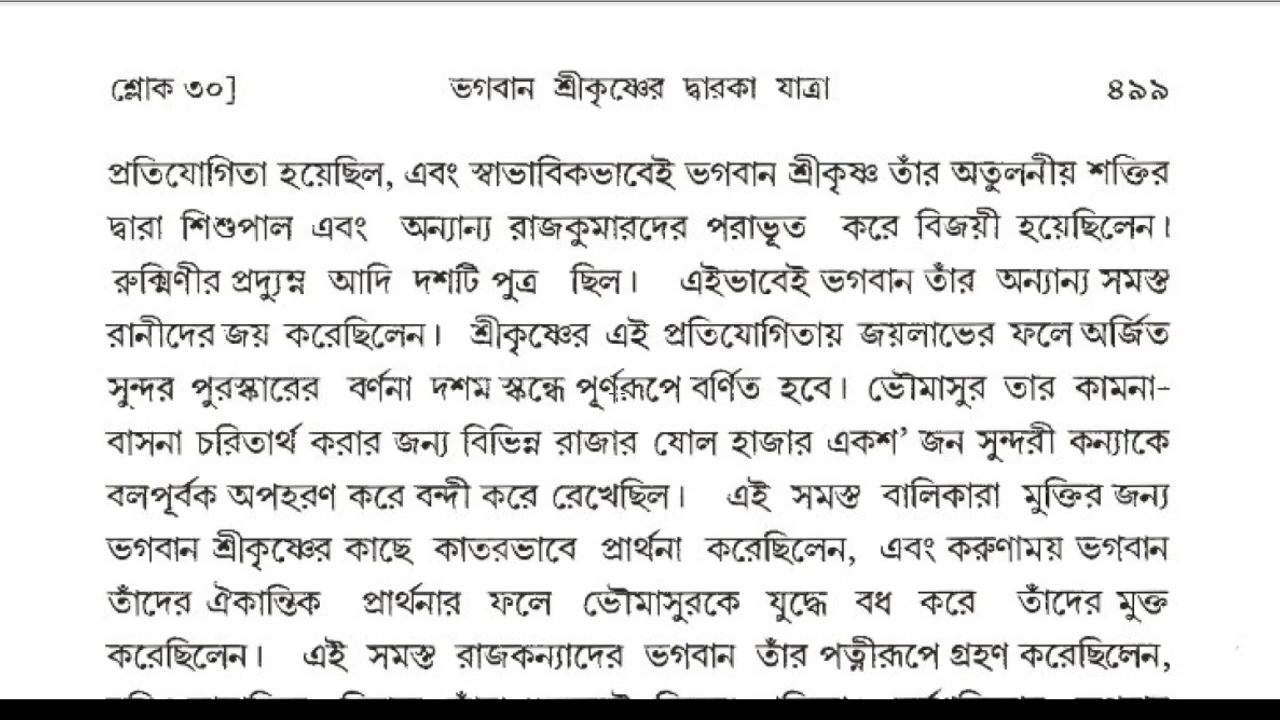 শ্লোক ৩০] ভগবান শ্রীকৃষ্ণের দ্বারকা যাত্রা ৪৯৯
প্রতিযোগিতা হয়েছিল, এবং স্বাভাবিকভাবেই ভগবান শ্রীকৃষ্ণ তাঁর অতুলনীয় শক্তির
দ্বারা শিশুপাল এবং অন্যান্য রাজকুমারদের পরাভূত করে বিজয়ী হয়েছিলেন।
রুক্মিণীর প্রদ্যুম্ন আদি দশটি পুত্র ছিল। এইভাবেই ভগবান তাঁর অন্যান্য সমস্ত
রানীদের জয় করেছিলেন। শ্রীকৃষ্ণের এই প্রতিযোগিতায় জয়লাভের ফলে অর্জিত
সুন্দর পুরস্কারের বর্ণনা দশম স্কন্ধে পূর্ণরূপে বর্ণিত হবে। ভৌমাসুর তার কামনা-
বাসনা চরিতার্থ করার জন্য বিভিন্ন রাজার ষোল হাজার একশ’ জন সুন্দরী কন্যাকে
বলপূর্বক অপহরণ করে বন্দী করে রেখেছিল। এই সমস্ত বালিকারা মুক্তির জন্য
ভগবান শ্রীকৃষ্ণের কাছে কাতরভাবে প্রার্থনা করেছিলেন, এবং করুণাময় ভগবান
তাঁদের ঐকান্তিক প্রার্থনার ফলে ভৌমাসুরকে যুদ্ধে বধ করে তাঁদের মুক্ত
করেছিলেন। এই সমস্ত রাজকন্যাদের ভগবান তাঁর পত্নীরূপে গ্রহণ করেছিলেন,